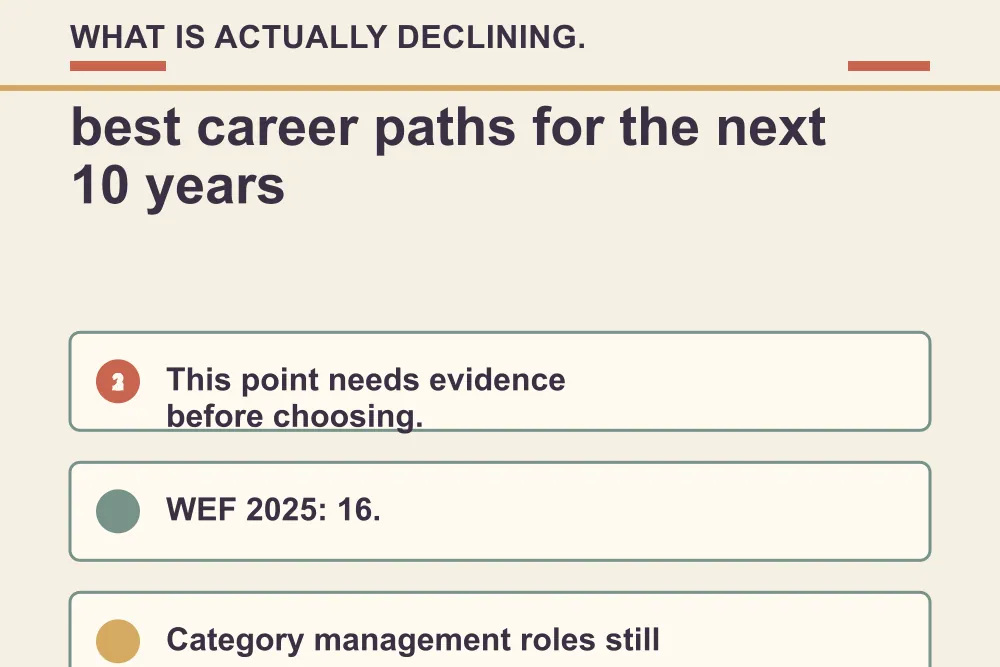 WHAT IS ACTUALLY DECLINING.
best career paths for the next
10 years
This point needs evidence
before choosing.
WEF 2025: 16.
Category management roles still